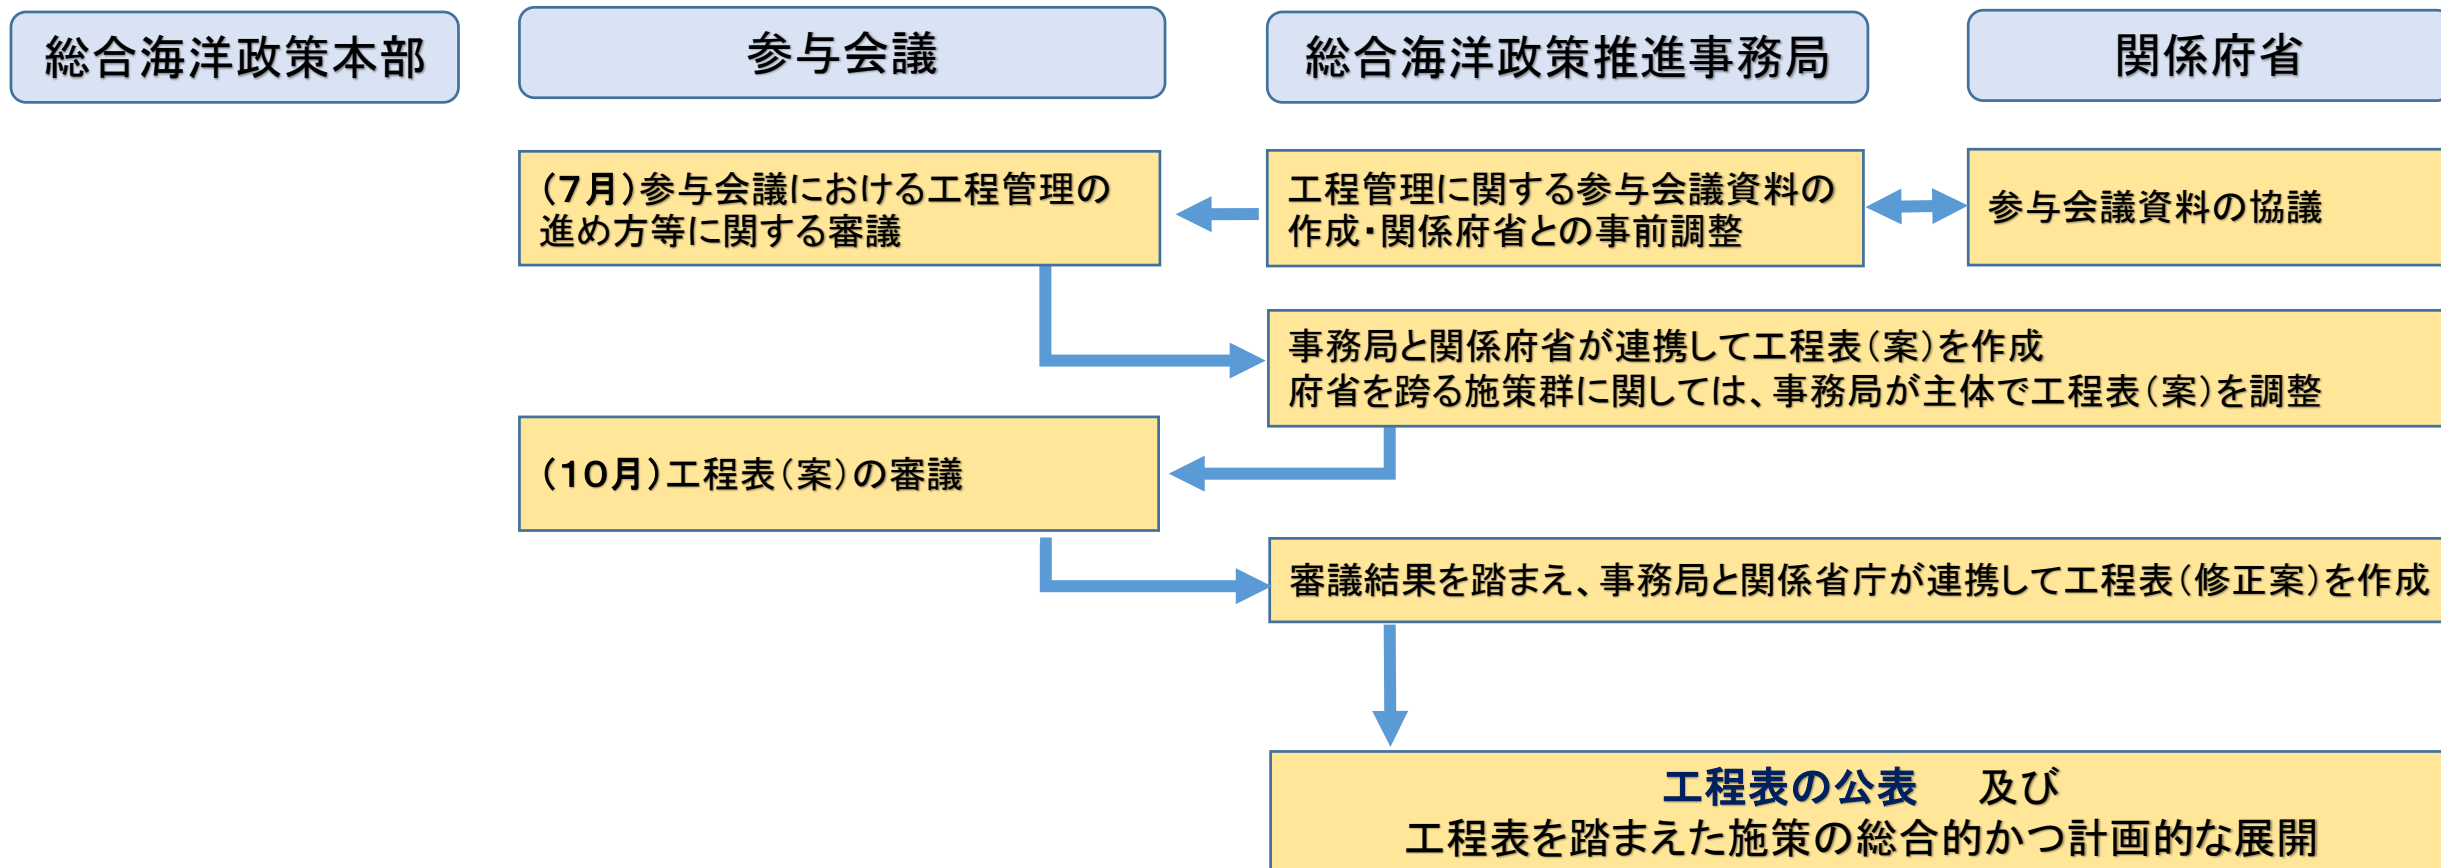 総合海洋政策本部
参与会議
総合海洋政策推進事務局
関係府省
（７月）参与会議における工程管理の
進め方等に関する審議
工程管理に関する参与会議資料の
作成・関係府省との事前調整
参与会議資料の協議
事務局と関係府省が連携して工程表（案）を作成
府省を跨る施策群に関しては、事務局が主体で工程表（案）を調整
（１０月）工程表（案）の審議
審議結果を踏まえ、事務局と関係省庁が連携して工程表（修正案）を作成
工程表の公表　及び
工程表を踏まえた施策の総合的かつ計画的な展開